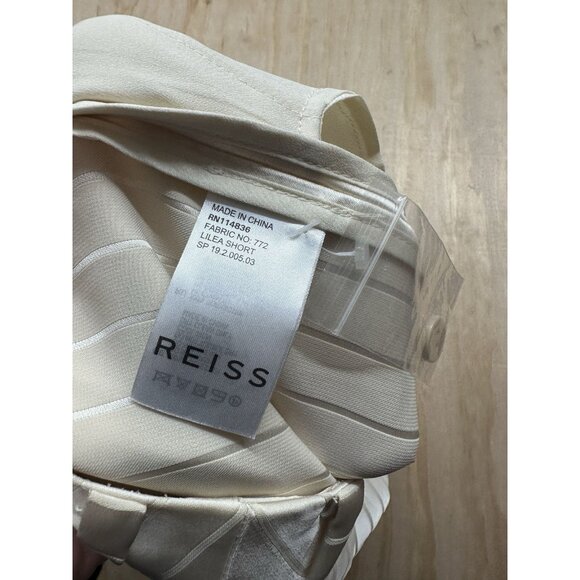 MADE IN CHINA
RN114836
FABRIC NO: 772
LILEA SHORT
SP 19.2.005.03
REISS